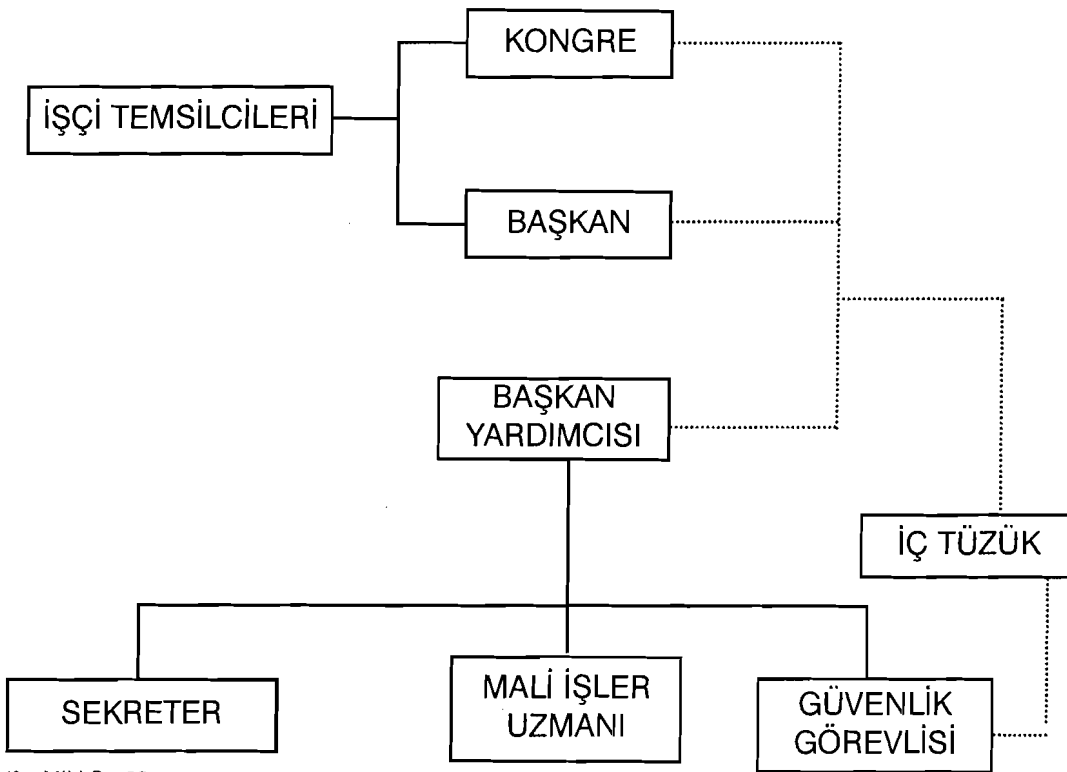 KONGRE
İŞÇİ TEMSİLCİLERİ
BAŞKAN
BAŞKAN
YARDIMCISI
İÇ TÜZÜK
SEKRETER
MALİ İŞLER
UZMANI
GÜVENLİK
GÖREVLİSİ